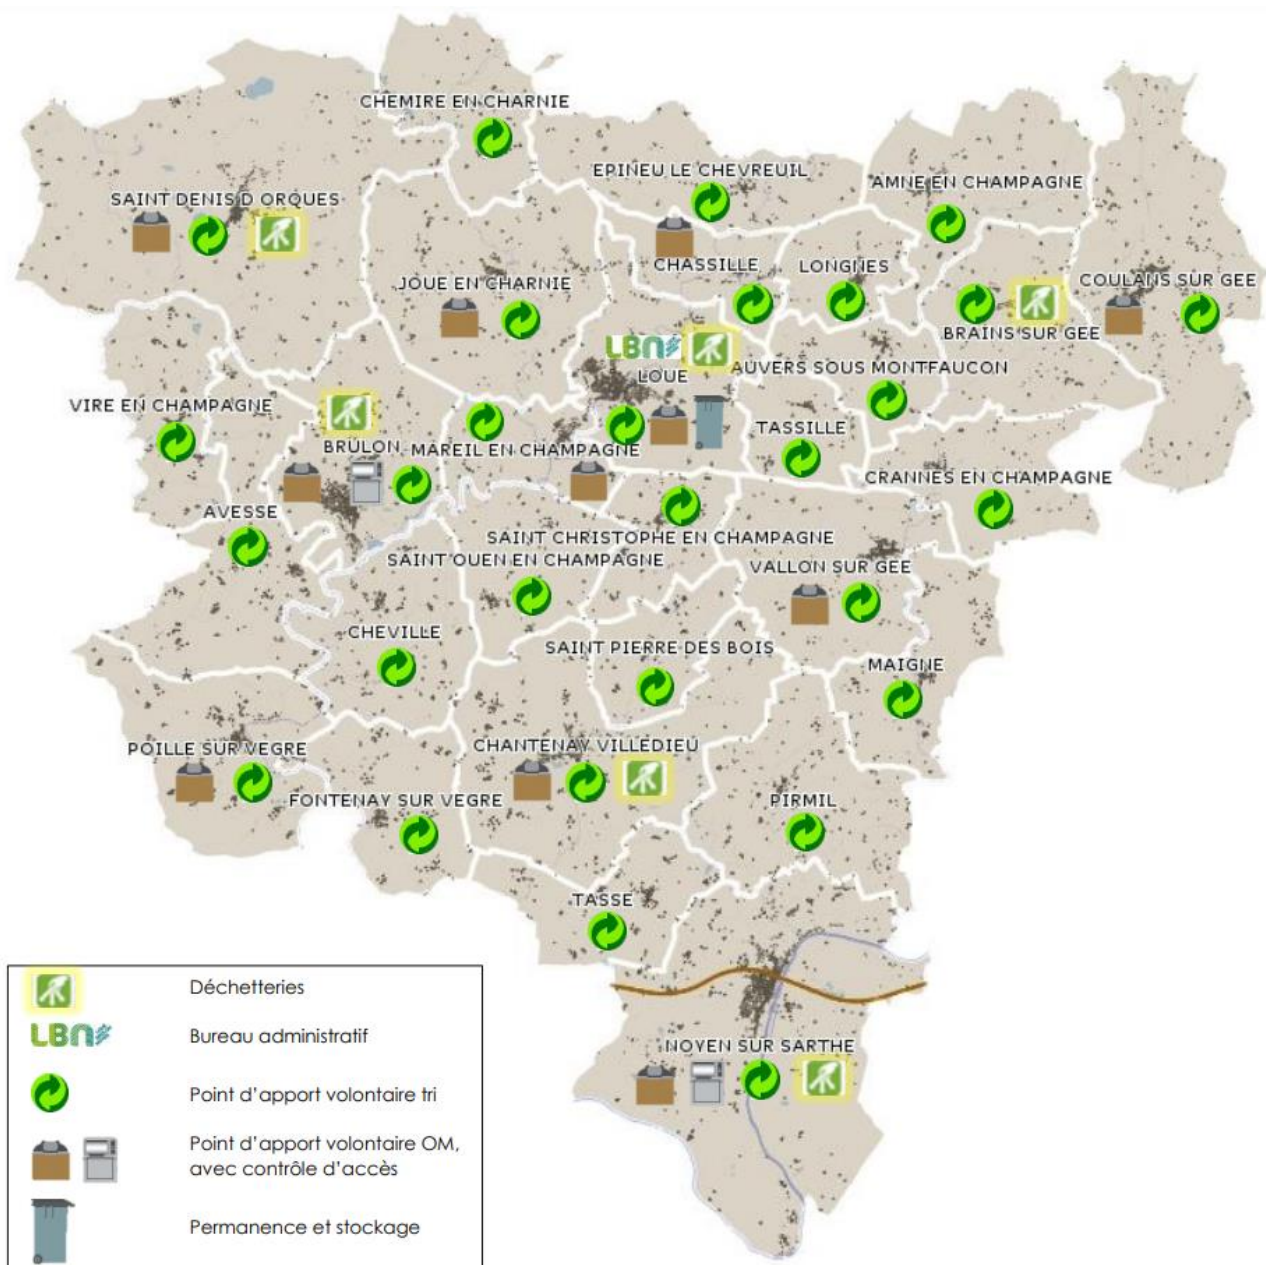 CHEMIRE EN CHARNIE
EPINEU LE CHEVREUIL
AMNE EN CHAMPAGNE
SAINT DENIS D ORQUES
CHASSILLE
LONGNES
JOUE EN CHARNIE
COULANS SUR GEE
BRAINS SUR GEE
LBN
LOUE
AUVERS SOUS MONTFAUCON
VIRE EN CHAMPAGNE
TASSILLE
BRULON
MAREIL EN CHAMPAGNE
CRANNES EN CHAMPAGNE
AVESSE
SAINT CHRISTOPHE EN CHAMPAGNE
SAINT OUEN EN CHAMPAGNE
VALLON SUR GEE
CHEVILLE
SAINT PIERRE DES BOIS
MAIGNE
POILLE SUR VEGRE
CHANTENAY VILLEDIEU
FONTENAY SUR VEGRE
PIRMIL
TASSE
NOYEN SUR SARTHE
Déchetteries
LBN
Bureau administratif
Point d'apport volontaire tri
Point d'apport volontaire OM,
avec contrôle d'accès
Permanence et stockage